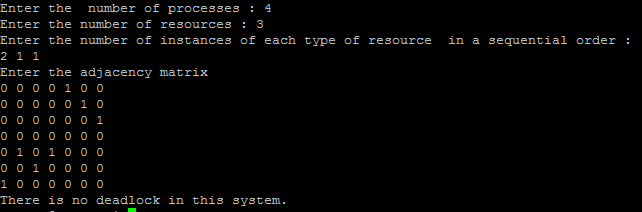 Enter the  number of processes : 4
Enter the number of resources : 3
Enter the number of instances of each type of resource  in a sequential order :
2 1 1
Enter the adjacency matrix
0 0 0 0 1 0 0
0 0 0 0 0 1 0
0 0 0 0 0 0 1
0 0 0 0 0 0 0
0 1 0 1 0 0 0
0 0 1 0 0 0 0
1 0 0 0 0 0 0
There is no deadlock in this system.